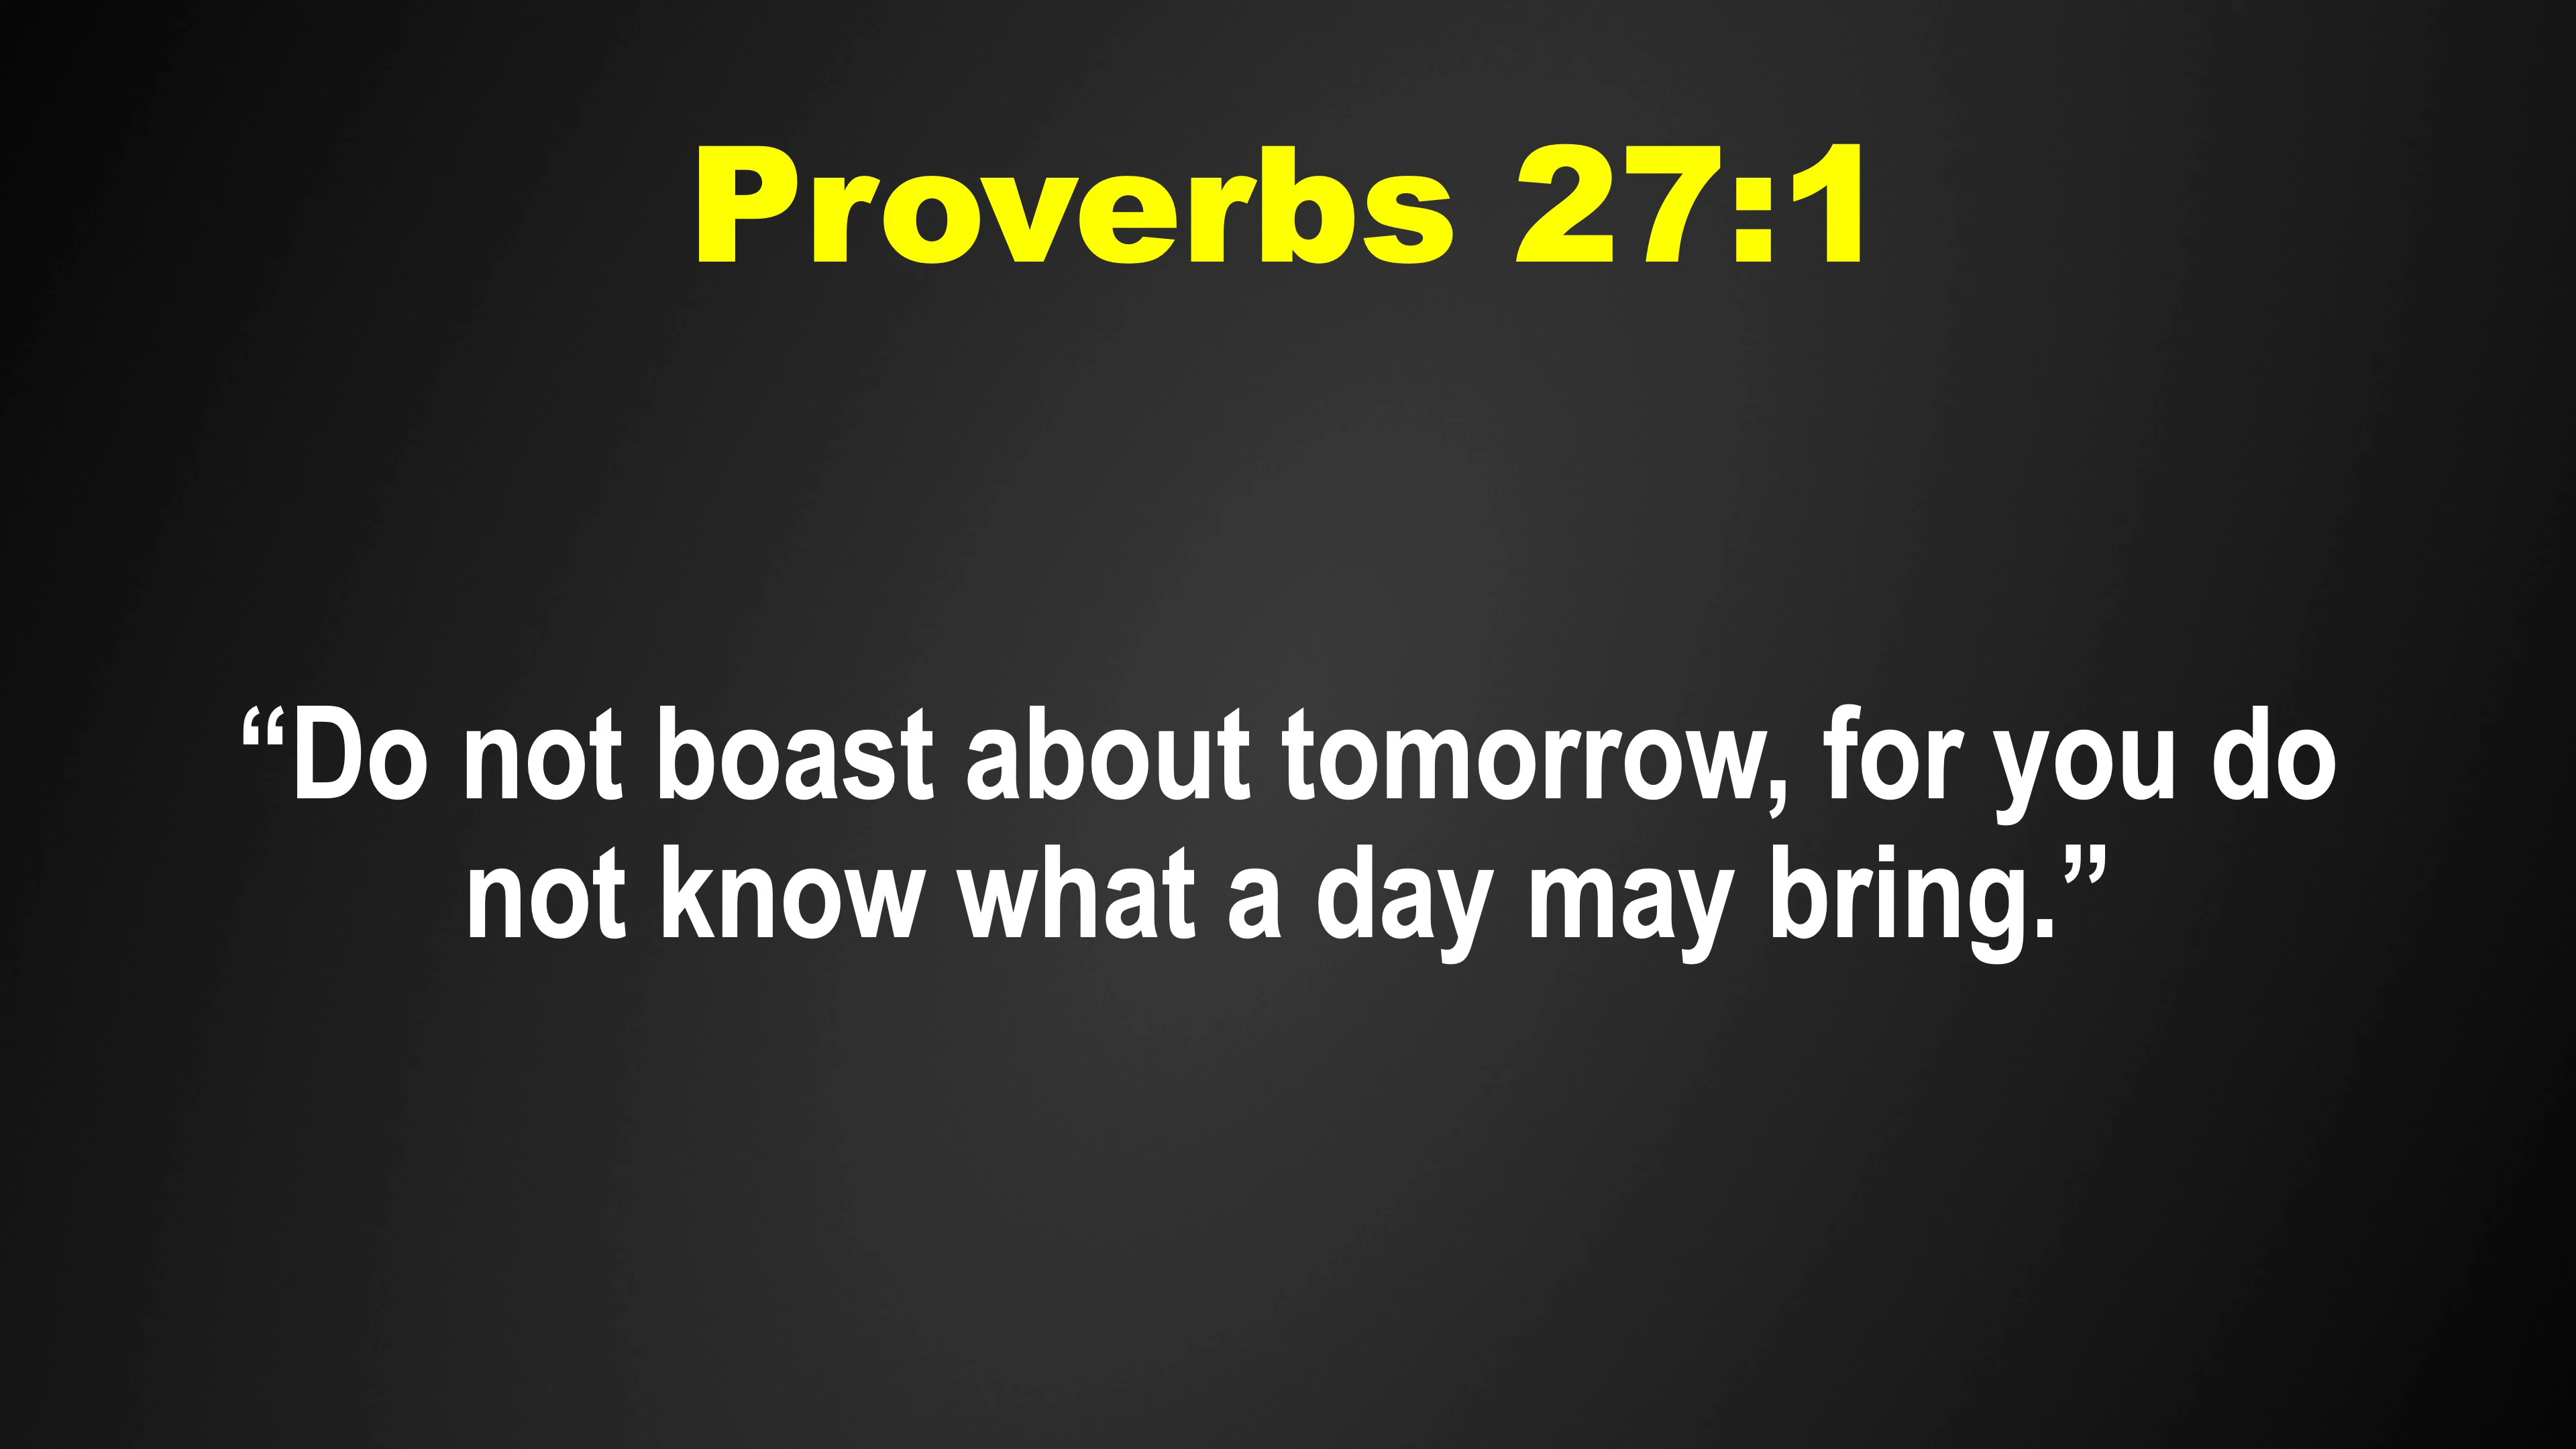 Proverbs 27:1
“Do not boast about tomorrow, for you do
not know what a day may bring.”